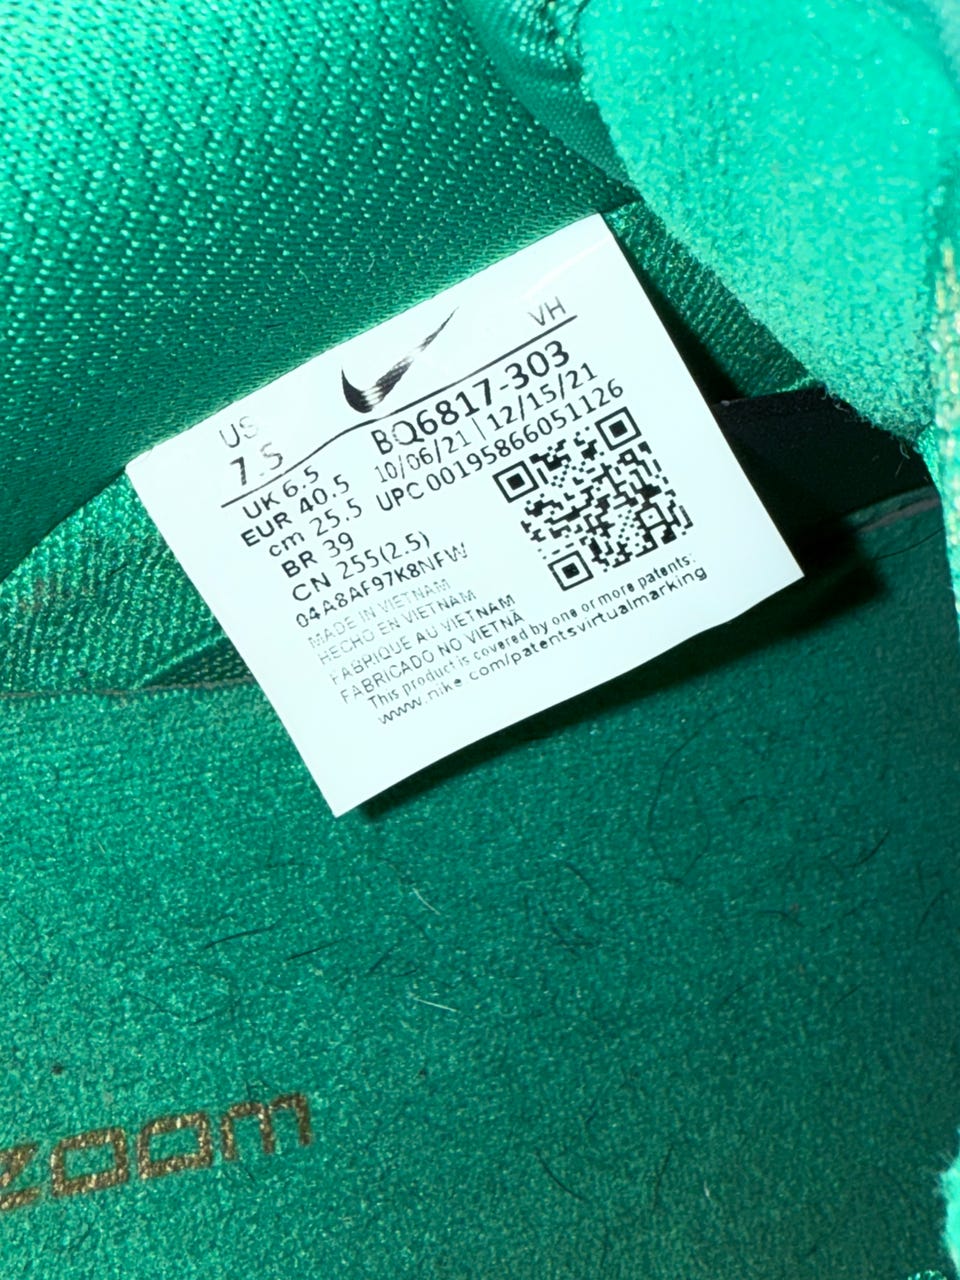 US
7.5
VH
UK 6.5
EUR 40.5
cm 25.5
BR 39
CN 255(2.5)
04A8AF97K8NFW
BQ6817-303
10/06/21 | 12/15/21
UPC 00195866051126
MADE IN VIETNAM
HECHO EN VIETNAM
FABRIQUE AU VIETNAM
FABRICADO NO VIETNÃ
This product is covered by one or more patents:
www.nike com/patentsvirtualmarking
zoom